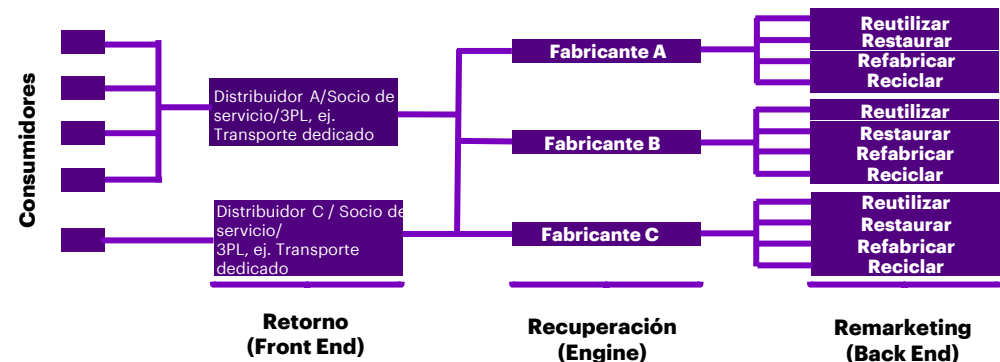 Consumidores
Distribuidor A/Socio de
servicio/3PL, ej.
Transporte dedicado
Distribuidor C / Socio de
servicio/
3PL, ej. Transporte
dedicado
Retorno
(Front End)
Fabricante A
Fabricante B
Fabricante C
Recuperación
(Engine)
Reutilizar
Restaurar
Refabricar
Reciclar
Reutilizar
Restaurar
Refabricar
Reciclar
Reutilizar
Restaurar
Refabricar
Reciclar
Remarketing
(Back End)